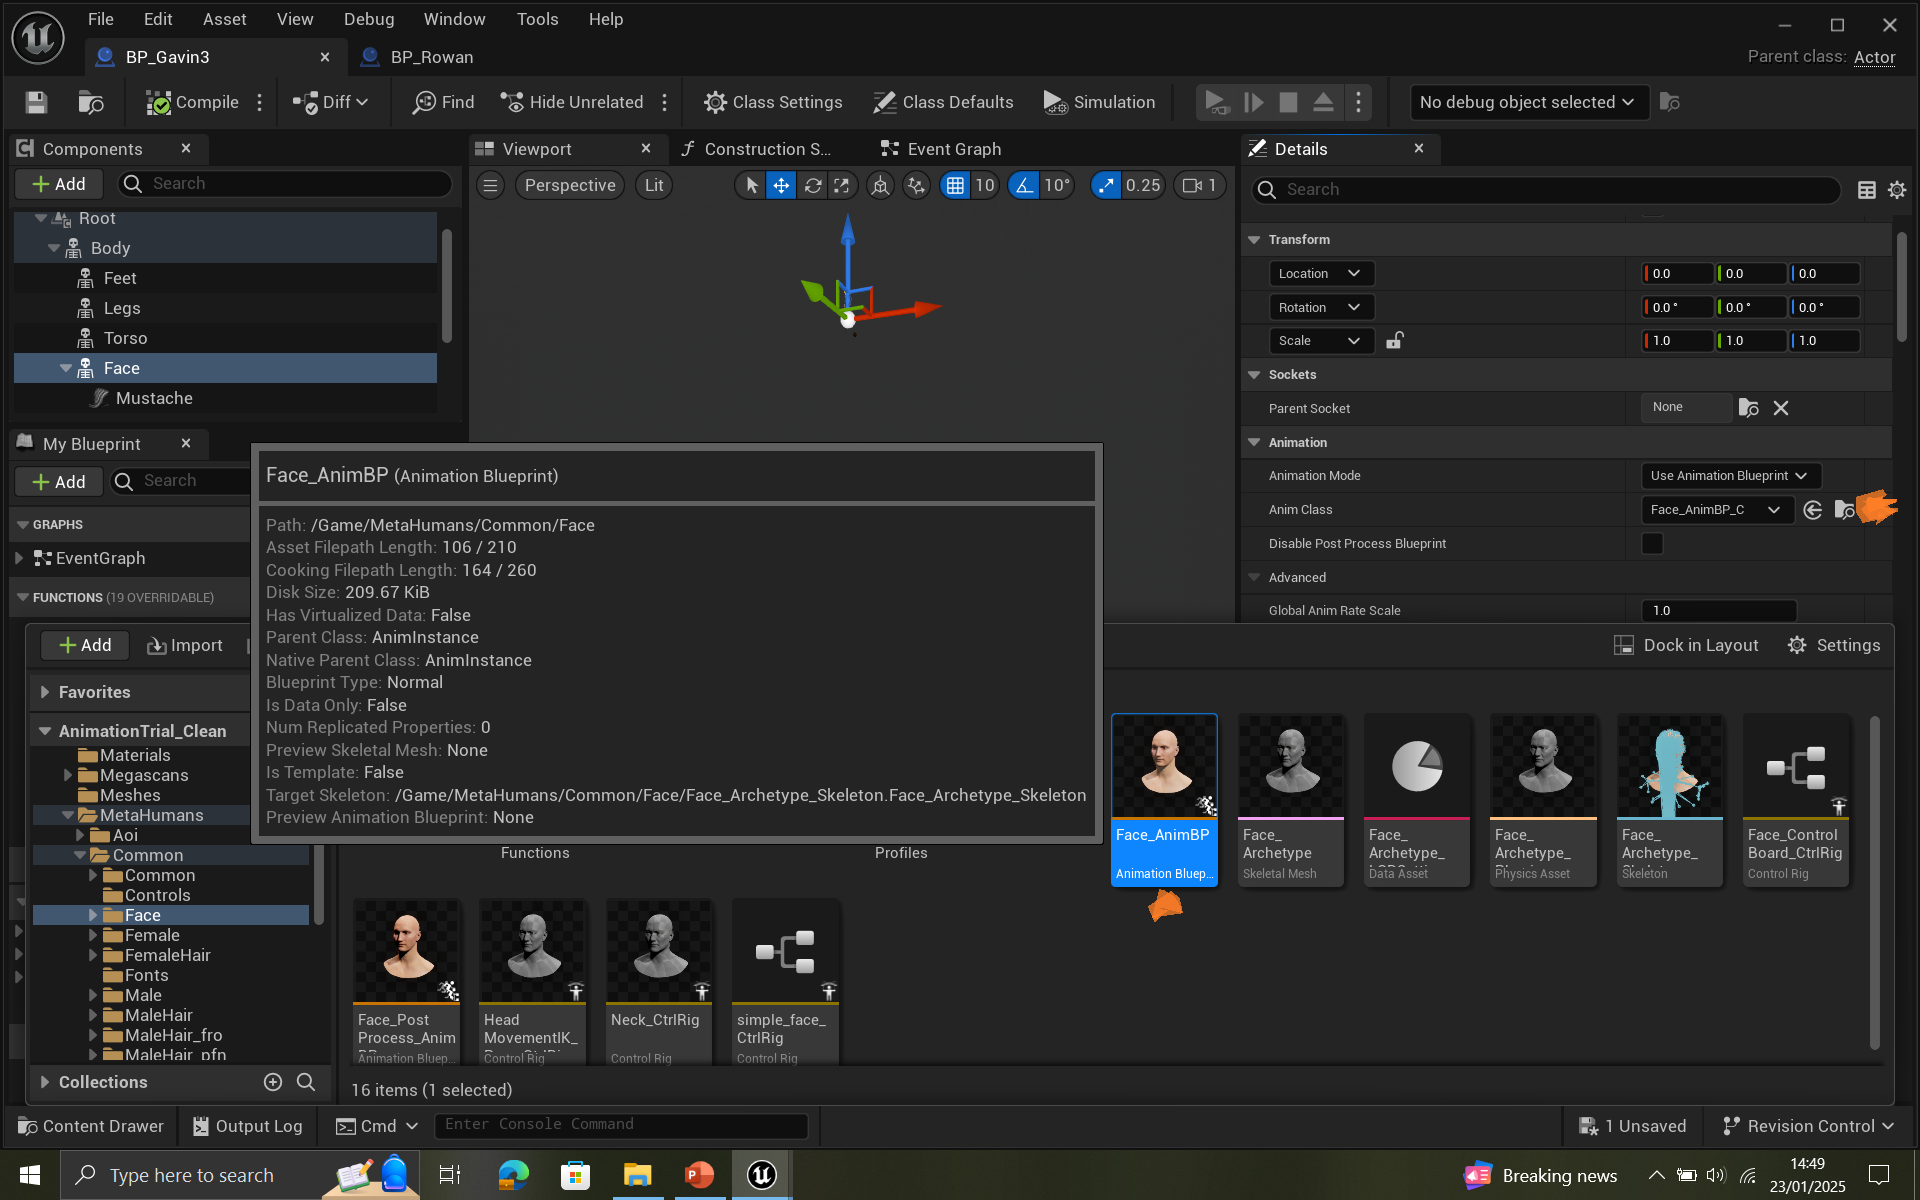 File Edit Asset View Debug Window Tools Help
BP_Gavin3 BP_Rowan
Parent class: Actor
Compile Diff Find Hide Unrelated Class Settings Class Defaults Simulation No debug object selected
Components Viewport Construction S... Event Graph Details
Add Search
Perspective Lit 10 10° 0.25 1
Search
Root
Body
Feet
Legs
Torso
Face
Mustache
Transform
Location 0.0 0.0 0.0
Rotation 0.0 ° 0.0 ° 0.0 °
Scale 1.0 1.0 1.0
Sockets
Parent Socket None
Animation
Animation Mode Use Animation Blueprint
Anim Class Face_AnimBP_C
Disable Post Process Blueprint
Advanced
Global Anim Rate Scale 1.0
My Blueprint
Add Search
GRAPHS
EventGraph
FUNCTIONS (19 OVERRIDABLE)
Face_AnimBP (Animation Blueprint)
Path: /Game/MetaHumans/Common/Face
Asset Filepath Length: 106 / 210
Cooking Filepath Length: 164 / 260
Disk Size: 209.67 KiB
Has Virtualized Data: False
Parent Class: AnimInstance
Native Parent Class: AnimInstance
Blueprint Type: Normal
Is Data Only: False
Num Replicated Properties: 0
Preview Skeletal Mesh: None
Is Template: False
Target Skeleton: /Game/MetaHumans/Common/Face/Face_Archetype_Skeleton.Face_Archetype_Skeleton
Preview Animation Blueprint: None
Add Import
Dock in Layout Settings
Favorites
AnimationTrial_Clean
Materials
Megascans
Meshes
MetaHumans
Aoi
Common
Common
Controls
Face
Female
FemaleHair
Fonts
Male
MaleHair
MaleHair_fro
MaleHair_pfn
Collections
Functions
Profiles
Face_AnimBP
Animation Bluep...
Face_
Archetype
Skeletal Mesh
Face_
Archetype_
Data Asset
Face_
Archetype_
Physics Asset
Face_
Archetype_
Skeleton
Face_Control
Board_CtrlRig
Control Rig
Face_Post
Process_Anim
Animation Bluep...
Head
MovementIK_
Control Rig
Neck_CtrlRig
Control Rig
simple_face_
CtrlRig
Control Rig
16 items (1 selected)
Content Drawer Output Log Cmd Enter Console Command 1 Unsaved Revision Control
Type here to search
Breaking news
14:49
23/01/2025